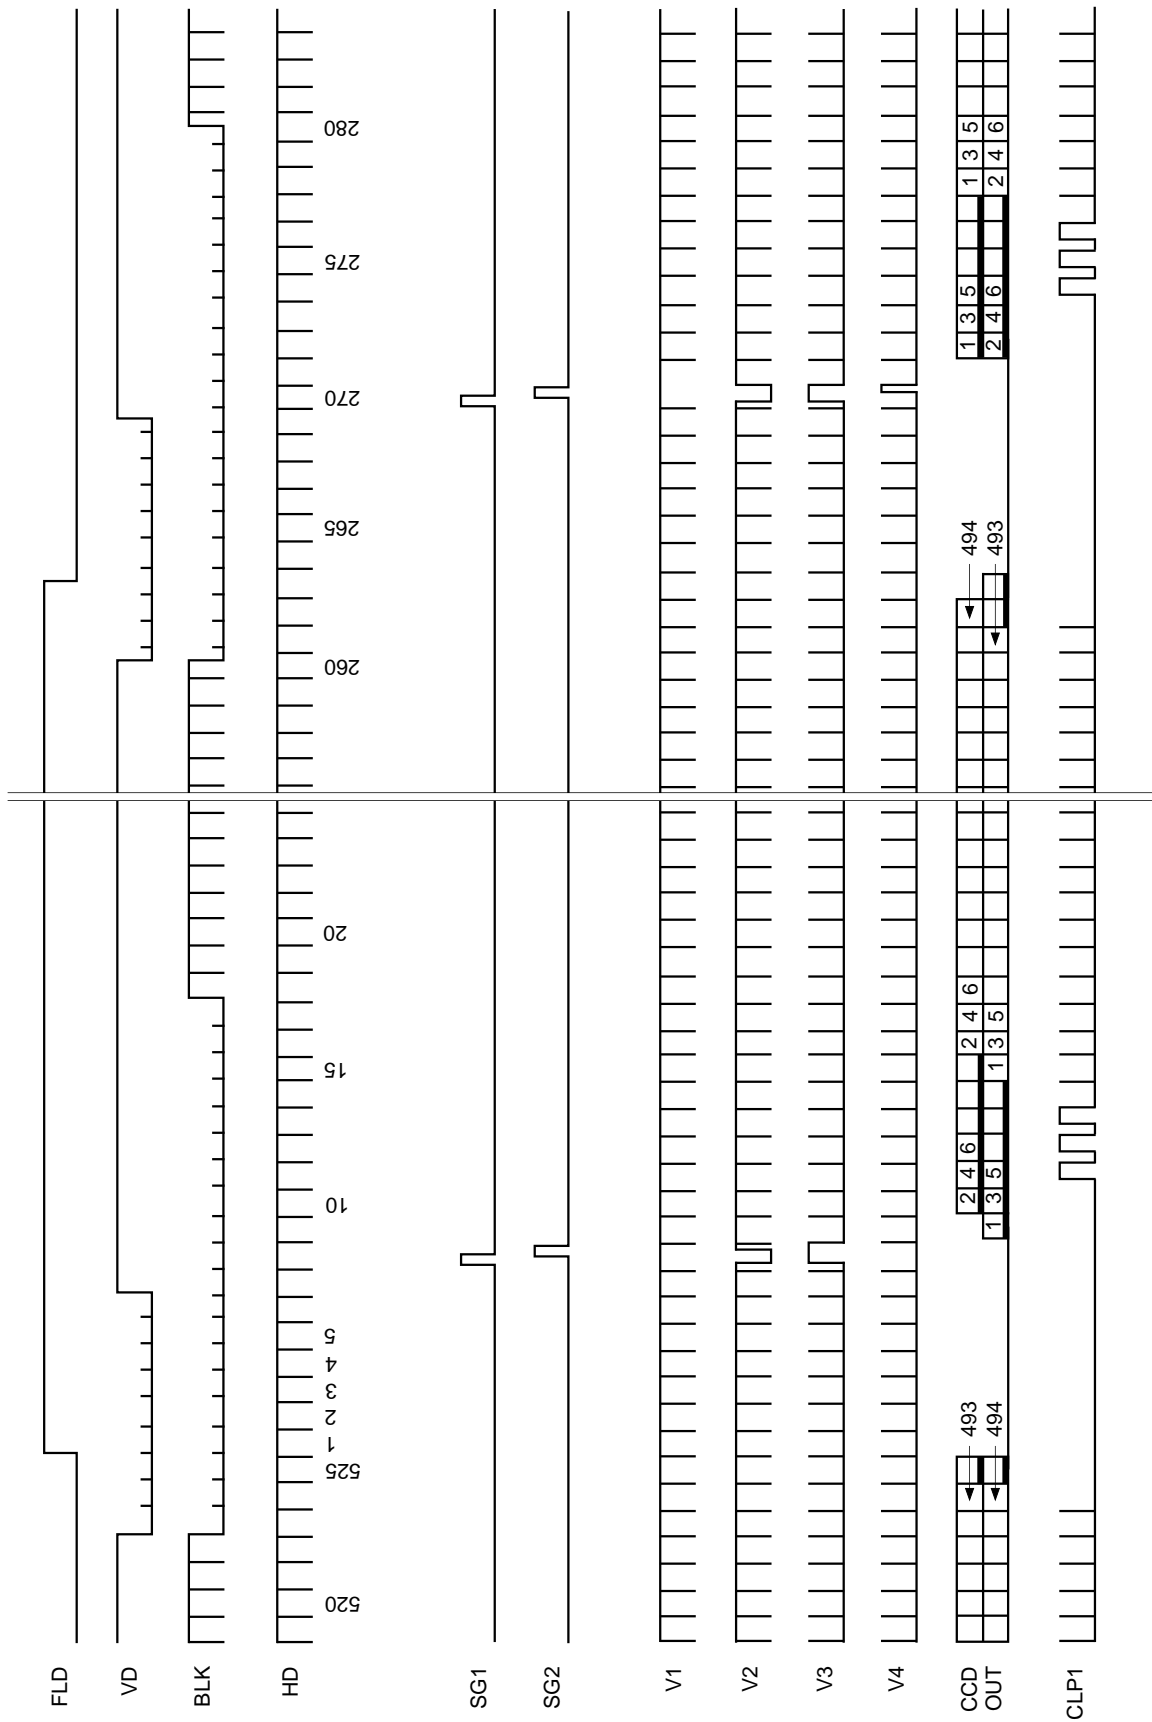 FLD
VD
BLK
HD
520 525 1 2 3 4 5 10 15 20 260 265 270 275 280
SG1
SG2
V1
V2
V3
V4
CCD 493 2 4 6 2 4 6 494 1 3 5 1 3 5
OUT 494 1 3 5 1 3 5 493 2 4 6 2 4 6
CLP1